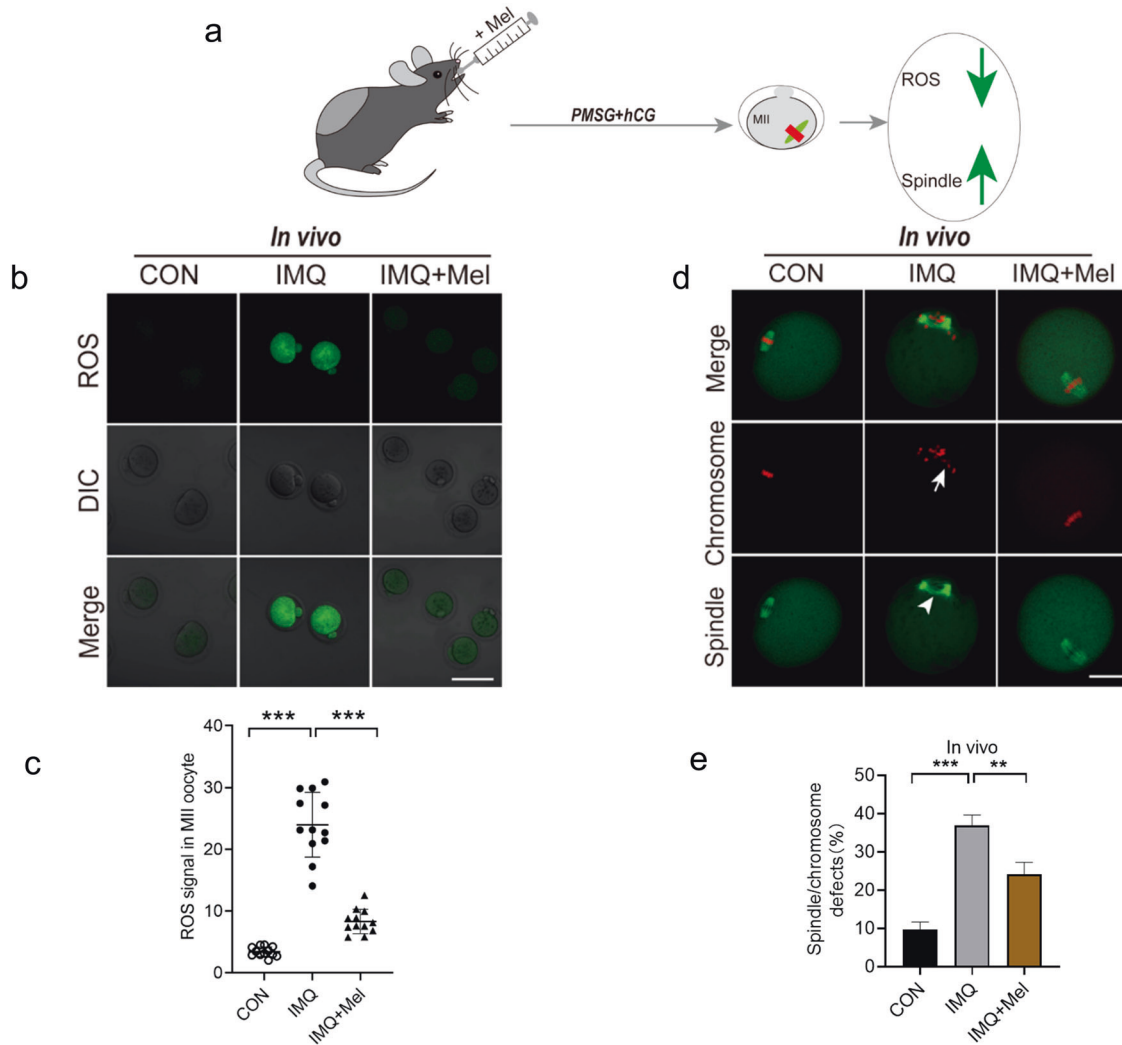 a
+ Mel
PMSG+hCG
MII
ROS
Spindle
b
In vivo
CON IMQ IMQ+Mel
ROS
DIC
Merge
c
ROS signal in MII oocyte
*** ***
40
30
20
10
0
CON IMQ IMQ+Mel
d
In vivo
CON IMQ IMQ+Mel
Merge
Chromosome
Spindle
e
In vivo
*** **
Spindle/chromosome
defects(%)
50
40
30
20
10
0
CON IMQ IMQ+Mel